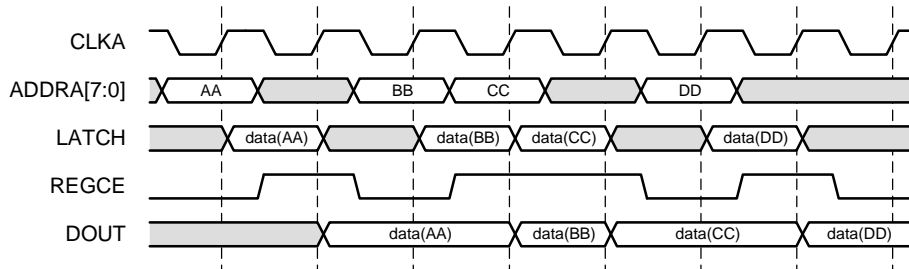 CLKA
ADDRA[7:0] AA BB CC DD
LATCH data(AA) data(BB) data(CC) data(DD)
REGCE
DOUT data(AA) data(BB) data(CC) data(DD)